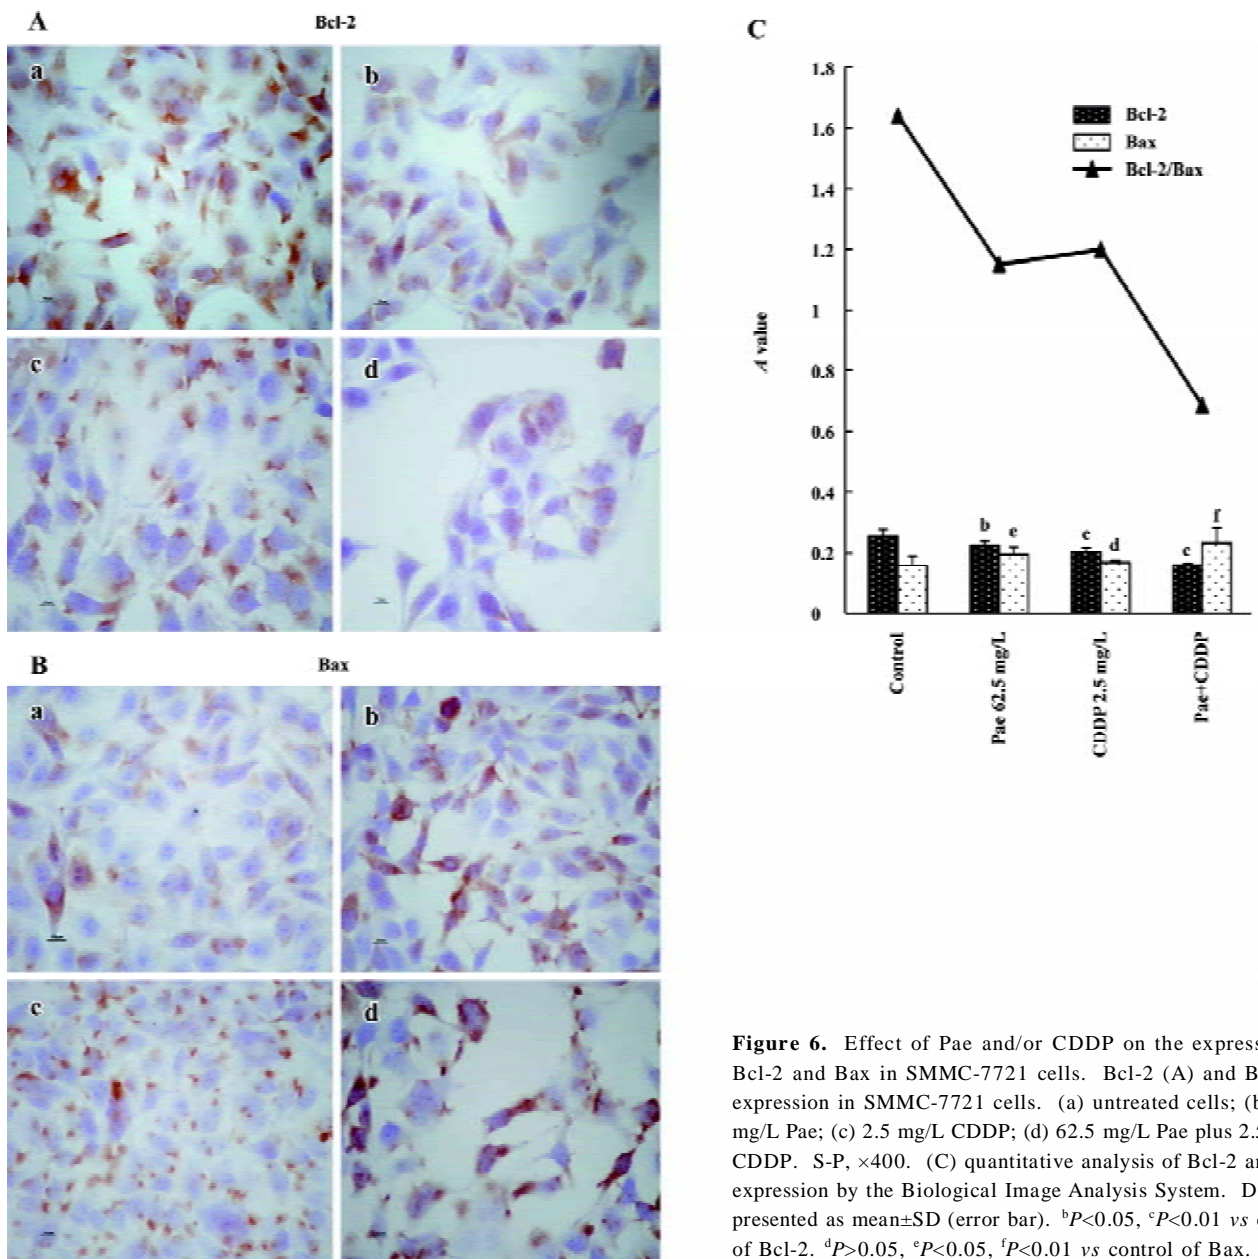 A
Bcl-2
a
b
c
d
B
Bax
a
b
c
d
C
1.8
1.6
1.4
1.2
1
0.8
0.6
0.4
0.2
0
A value
Bcl-2
Bax
Bcl-2/Bax
b
e
c
d
c
f
Control
Pae 62.5 mg/L
CDDP 2.5 mg/L
Pae+CDDP
Figure 6. Effect of Pae and/or CDDP on the express
Bcl-2 and Bax in SMMC-7721 cells. Bcl-2 (A) and B
expression in SMMC-7721 cells. (a) untreated cells; (b
mg/L Pae; (c) 2.5 mg/L CDDP; (d) 62.5 mg/L Pae plus 2.5
CDDP. S-P, ×400. (C) quantitative analysis of Bcl-2 an
expression by the Biological Image Analysis System. D
presented as mean±SD (error bar). ᵇP<0.05, ᶜP<0.01 vs
of Bcl-2. ᵈP>0.05, ᵉP<0.05, ᶠP<0.01 vs control of Bax.